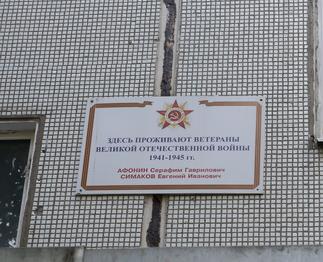 ЗДЕСЬ ПРОЖИВАЮТ ВЕТЕРАНЫ
ВЕЛИКОЙ ОТЕЧЕСТВЕННОЙ ВОЙНЫ
1941-1945 гг.
АФОНИН Серафим Гаврилович
СИМАКОВ Евгений Иванович